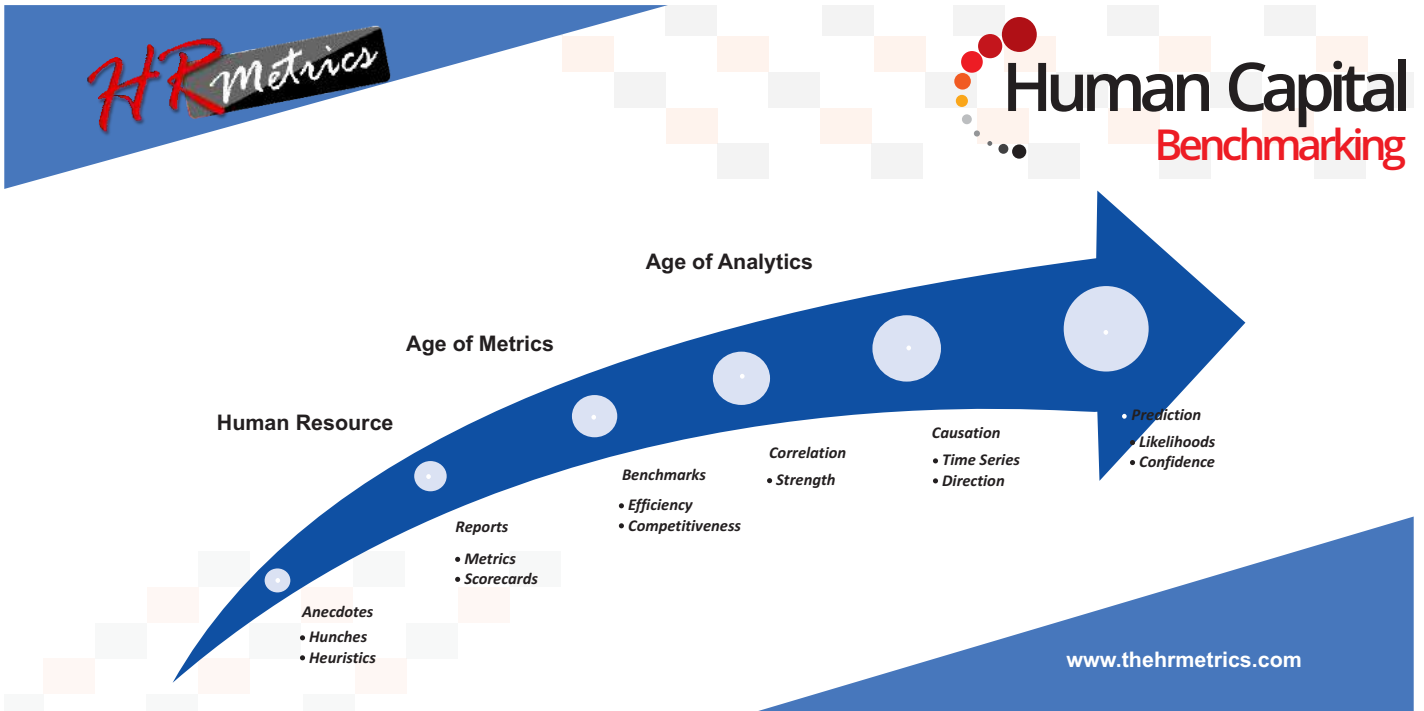 HR Metrics
Human Capital
Benchmarking
Age of Analytics
Age of Metrics
Human Resource
• Prediction
• Likelihoods
• Confidence
Causation
• Time Series
• Direction
Correlation
• Strength
Benchmarks
• Efficiency
• Competitiveness
Reports
• Metrics
• Scorecards
Anecdotes
• Hunches
• Heuristics
www.thehrmetrics.com